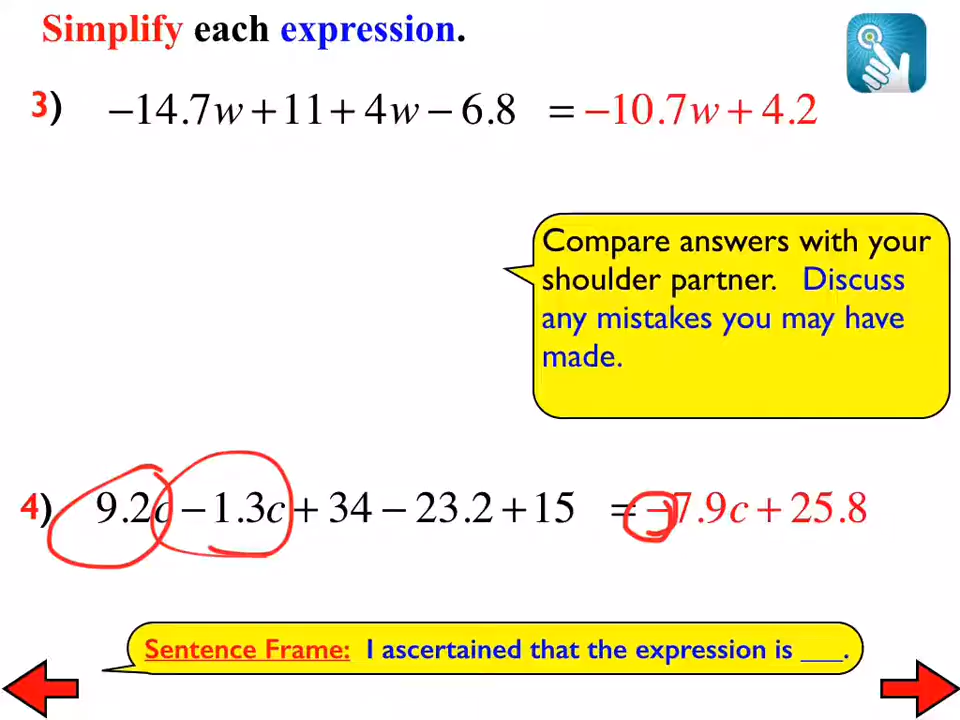 Simplify each expression.
3) −14.7w + 11 + 4w − 6.8 = −10.7w + 4.2
Compare answers with your
shoulder partner. Discuss
any mistakes you may have
made.
4) 9.2c − 1.3c + 34 − 23.2 + 15 = −7.9c + 25.8
Sentence Frame: I ascertained that the expression is ___.